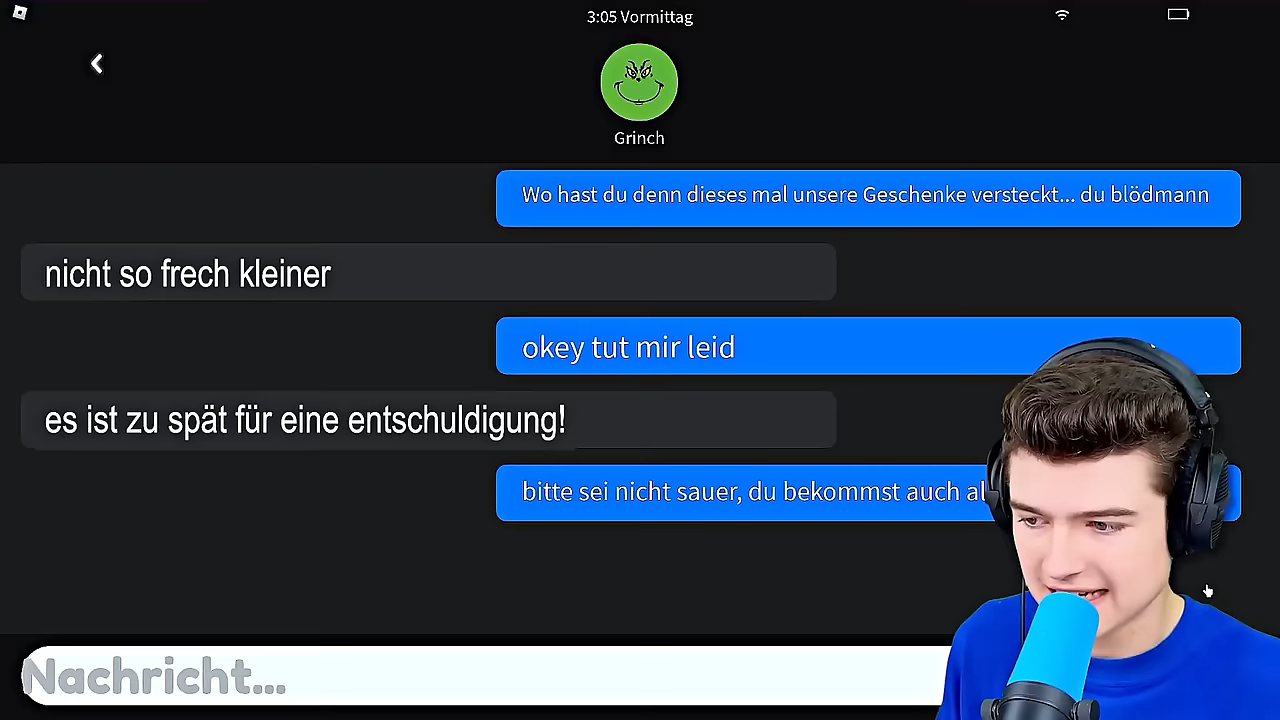 3:05 Vormittag
Grinch
Wo hast du denn dieses mal unsere Geschenke versteckt... du blödmann
nicht so frech kleiner
okey tut mir leid
es ist zu spät für eine entschuldigung!
bitte sei nicht sauer, du bekommst auch
Nachricht...